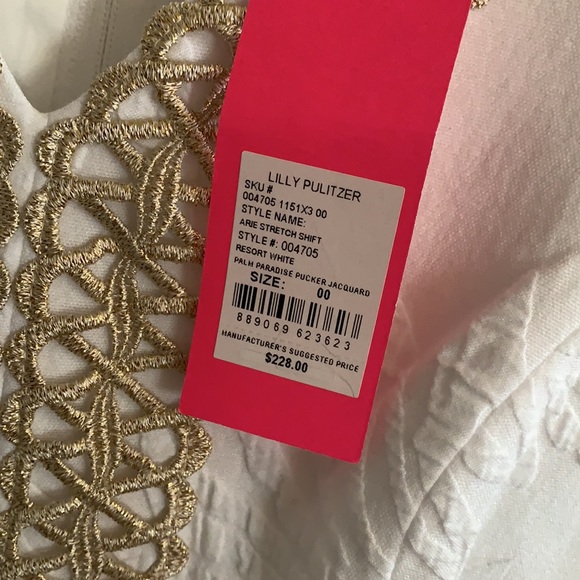 LILLY PULITZER
SKU #
004705 1151X3 00
STYLE NAME:
ARIE STRETCH SHIFT
STYLE #: 004705
RESORT WHITE
PALM PARADISE PUCKER JACQUARD
SIZE: 00
889069 623623
MANUFACTURER'S SUGGESTED PRICE
$228.00